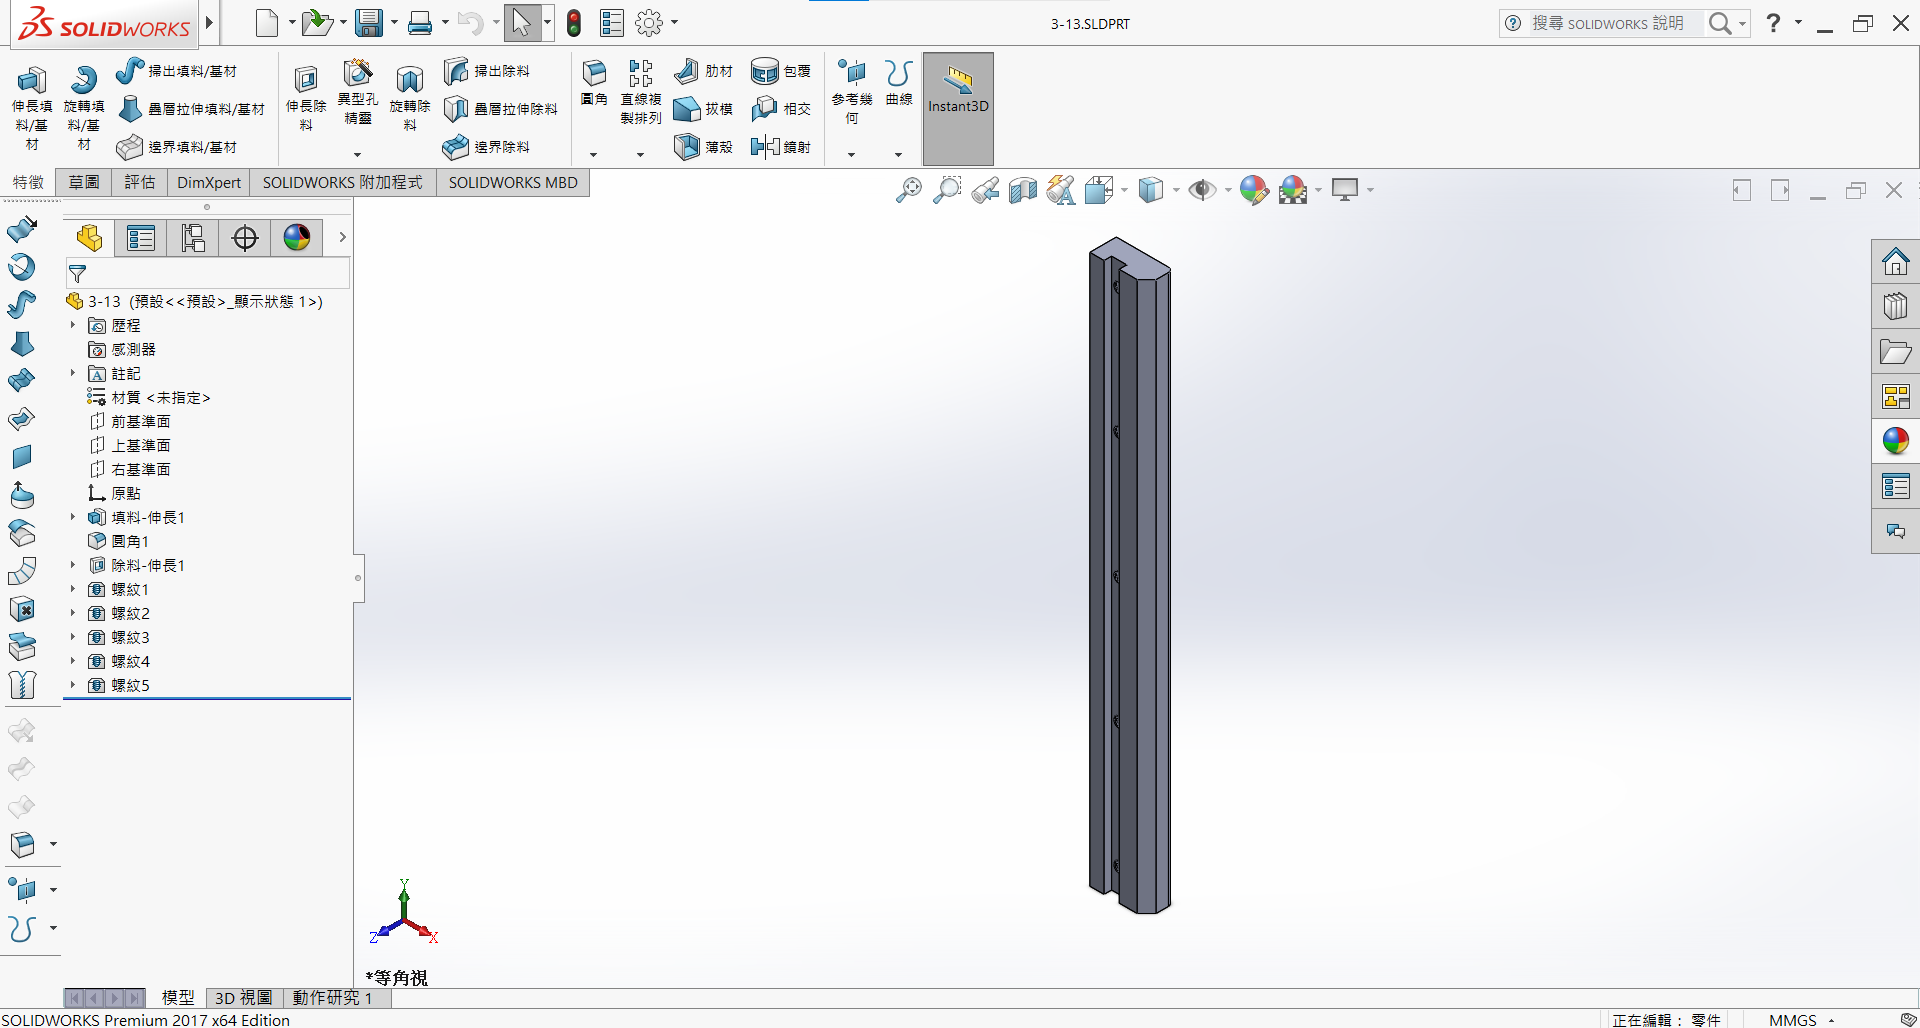 SOLIDWORKS
3-13.SLDPRT
搜尋 SOLIDWORKS 說明
伸長填料/基材
旋轉填料/基材
掃出填料/基材
疊層拉伸填料/基材
邊界填料/基材
伸長除料
異型孔精靈
旋轉除料
掃出除料
疊層拉伸除料
邊界除料
圓角
直線複製排列
肋材
拔模
薄殼
包覆
相交
鏡射
參考幾何
曲線
Instant3D
特徵
草圖
評估
DimXpert
SOLIDWORKS 附加程式
SOLIDWORKS MBD
3-13 (預設<<預設>_顯示狀態 1>)
歷程
感測器
註記
材質 <未指定>
前基準面
上基準面
右基準面
原點
填料-伸長1
圓角1
除料-伸長1
螺紋1
螺紋2
螺紋3
螺紋4
螺紋5
Y
Z
X
*等角視
模型
3D 視圖
動作研究 1
SOLIDWORKS Premium 2017 x64 Edition
正在編輯： 零件
MMGS